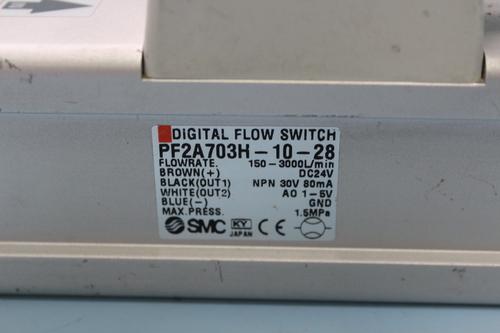 DIGITAL FLOW SWITCH
PF2A703H-10-28
FLOWRATE. 150-3000L/min
BROWN(+) DC24V
BLACK(OUT1) NPN 30V 80mA
WHITE(OUT2) AO 1-5V
BLUE(-) GND
MAX.PRESS. 1.5MPa
SMC KY JAPAN CE